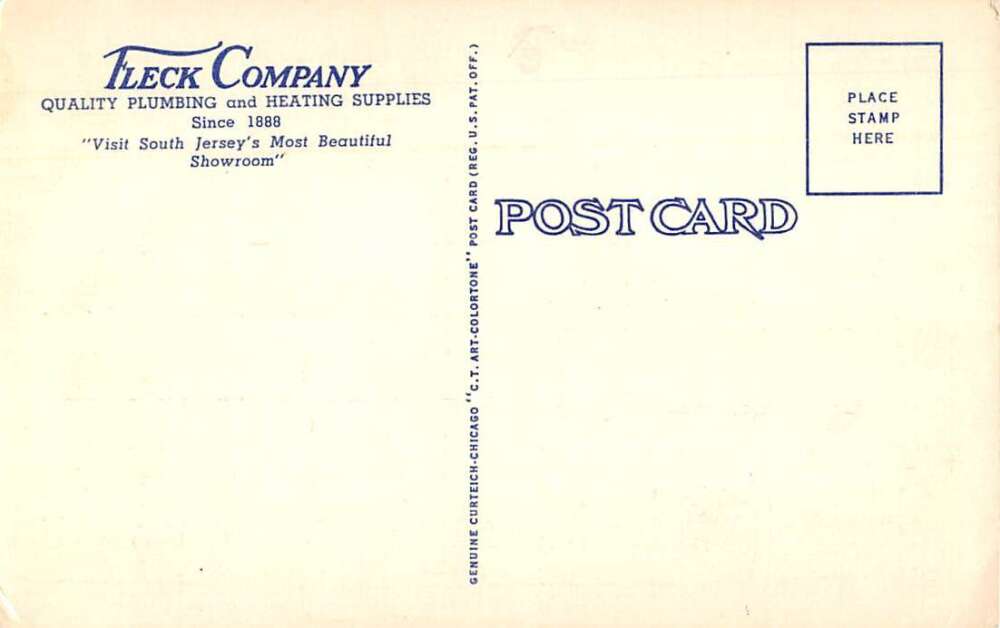 FLECK COMPANY
QUALITY PLUMBING and HEATING SUPPLIES
Since 1888
"Visit South Jersey's Most Beautiful
Showroom"
GENUINE CURTEICH-CHICAGO "C.T. ART-COLORTONE" POST CARD (REG. U.S. PAT. OFF.)
POST CARD
PLACE
STAMP
HERE